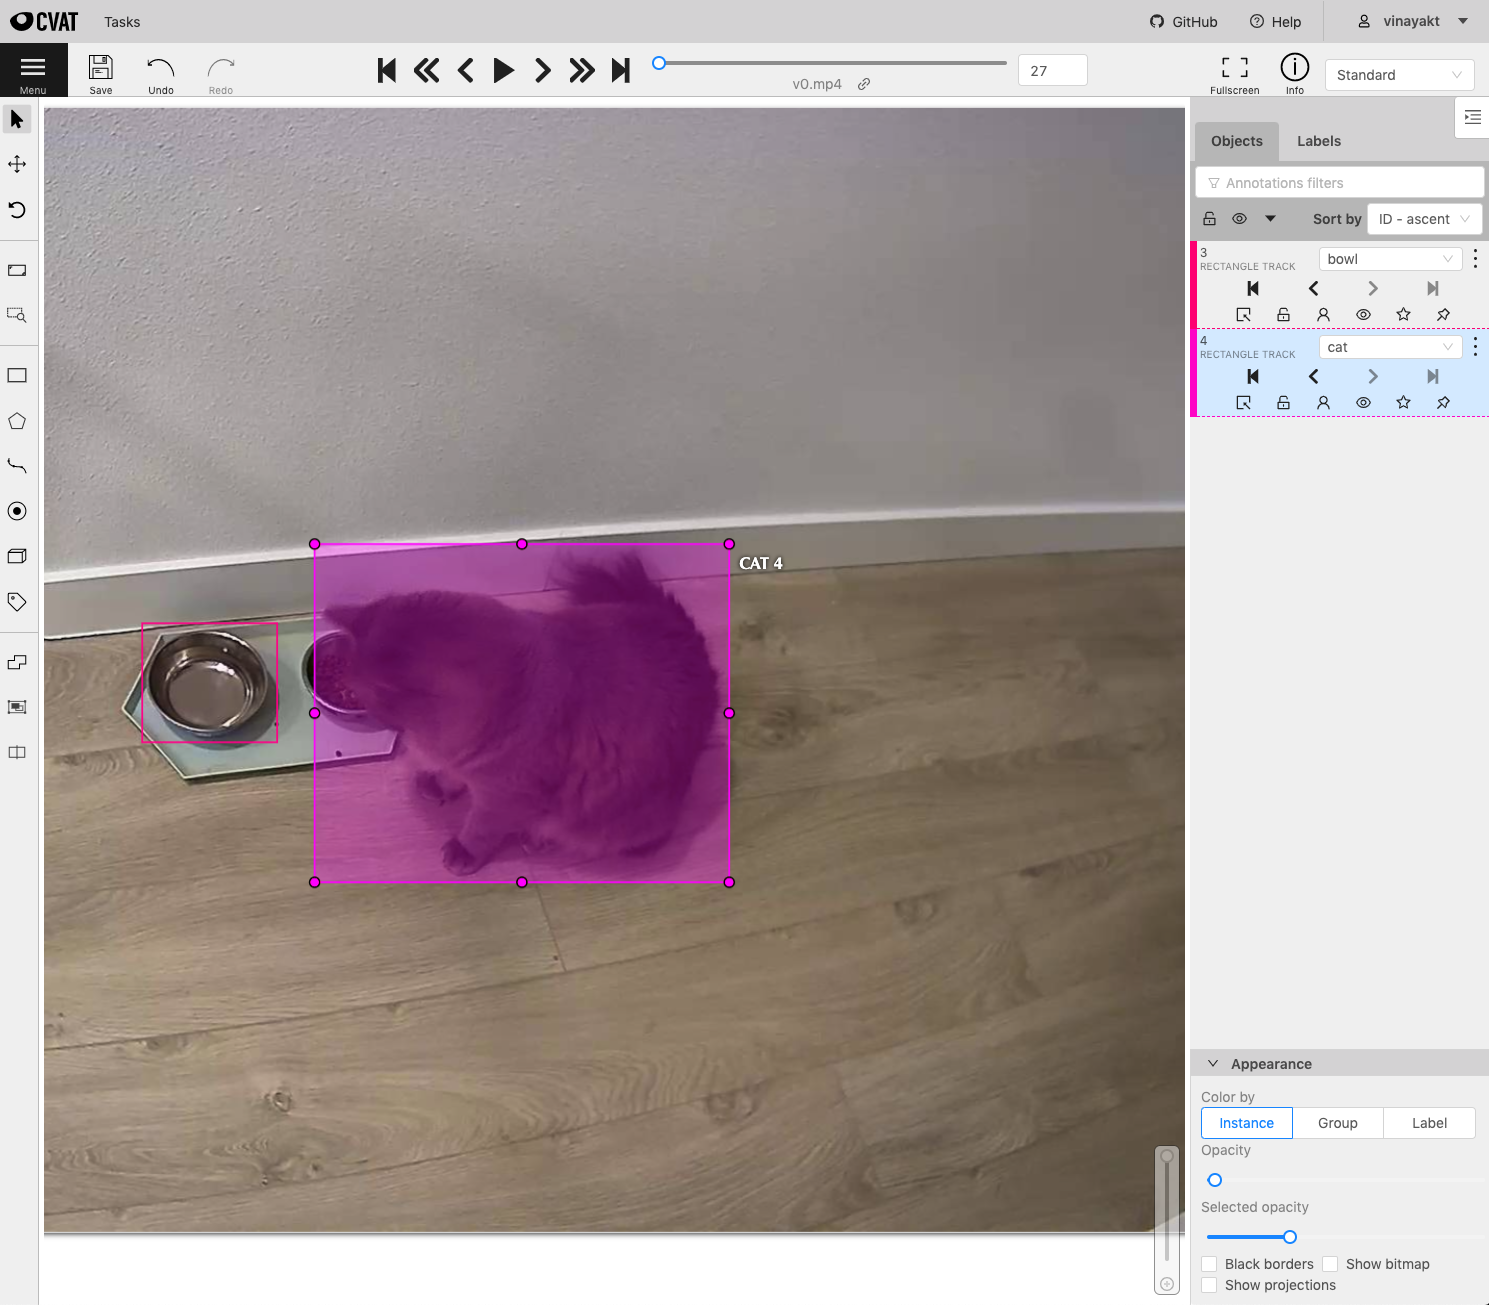 CVAT
Tasks
GitHub
Help
vinayakt
Menu
Save
Undo
Redo
v0.mp4
27
Fullscreen
Info
Standard
Objects
Labels
Annotations filters
Sort by
ID - ascent
3
RECTANGLE TRACK
bowl
4
RECTANGLE TRACK
cat
CAT 4
Appearance
Color by
Instance
Group
Label
Opacity
Selected opacity
Black borders
Show bitmap
Show projections